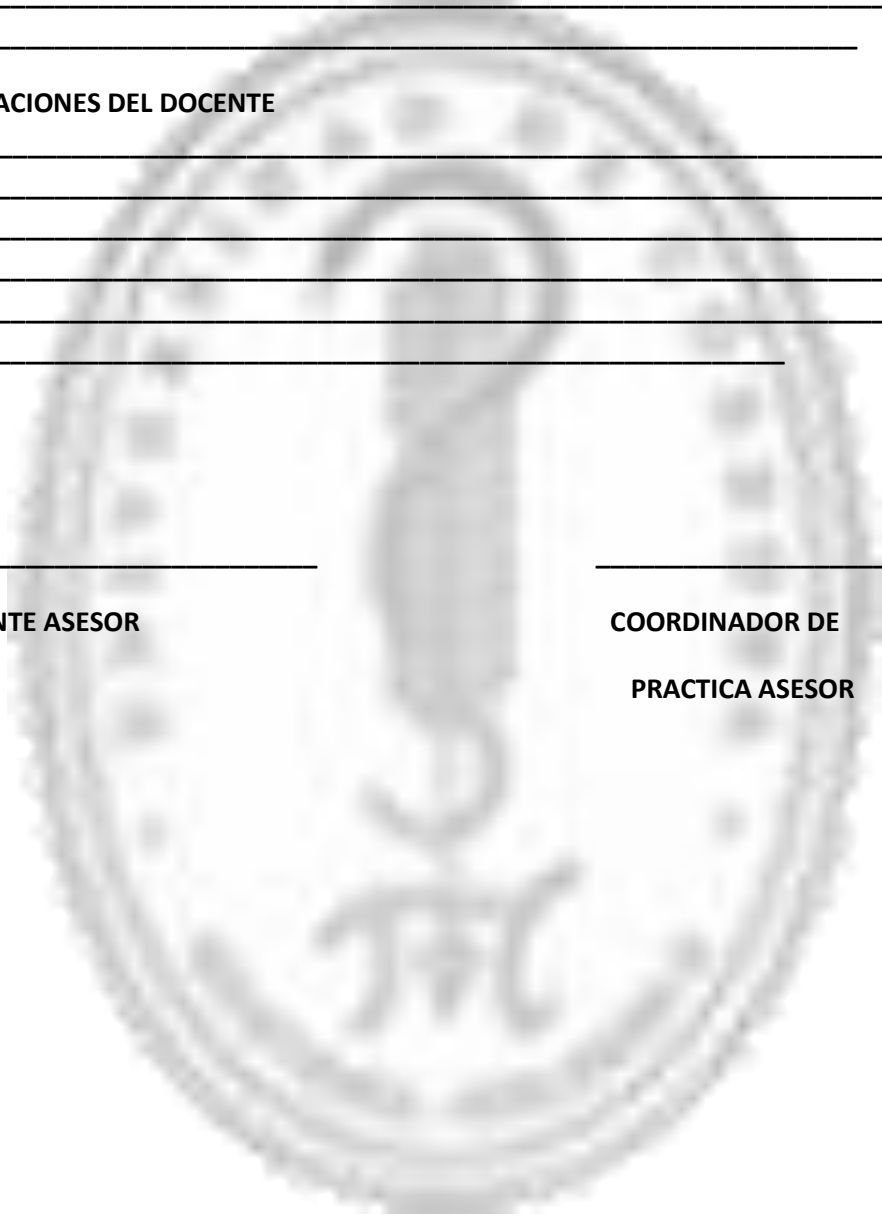 ACIONES DEL DOCENTE
NTE ASESOR
COORDINADOR DE
PRACTICA ASESOR